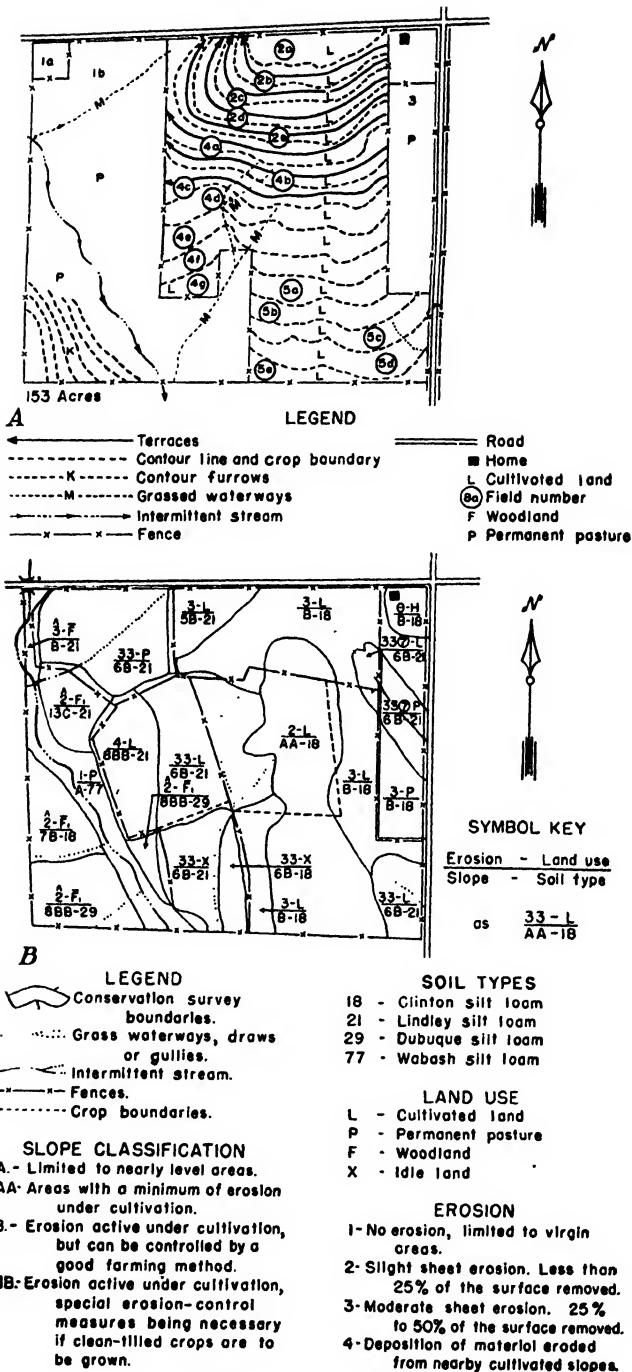 N
1a
1b
M
2a
L
2b
2c
2d
2e
3
P
4a
4b
4c
4d
M
4e
4f
4g
L
P
P
M
M
K
5a
5b
5c
5d
5e
L
L
L
L
153 Acres
A
LEGEND
Terraces
Contour line and crop boundary
K Contour furrows
M Grassed waterways
Intermittent stream
x x Fence
Road
Home
L Cultivated land
8a Field number
F Woodland
P Permanent pasture
N
A
3-F
B-21
33-P
6B-21
3-L
5B-21
3-L
B-18
B-18
33⑦-L
6B-21
A
2-F1
13C-21
4-L
8BB-21
33-L
6B-21
2-L
AA-18
33⑦P
6B-21
1-P
A-77
A
2-F1
8BB-29
3-L
B-18
3-P
B-18
A
2-F1
7B-18
33-X
6B-21
33-X
6B-18
3-L
B-18
33-L
6B-21
A
2-F1
8BB-29
B
SYMBOL KEY
Erosion - Land use
Slope - Soil type
as 33-L
AA-18
LEGEND
Conservation survey
boundaries.
Grass waterways, draws
or gullies.
Intermittent stream.
Fences.
Crop boundaries.
SLOPE CLASSIFICATION
A.- Limited to nearly level areas.
AA- Areas with a minimum of erosion
under cultivation.
B.- Erosion active under cultivation,
but can be controlled by a
good farming method.
B:- Erosion active under cultivation,
special erosion-control
measures being necessary
if clean-tilled crops are to
be grown.
SOIL TYPES
18 - Clinton silt loam
21 - Lindley silt loam
29 - Dubuque silt loam
77 - Wabash silt loam
LAND USE
L - Cultivated land
P - Permanent pasture
F - Woodland
X - Idle land
EROSION
1- No erosion, limited to virgin
areas.
2- Slight sheet erosion. Less than
25% of the surface removed.
3- Moderate sheet erosion. 25%
to 50% of the surface removed.
4- Deposition of material eroded
from nearby cultivated slopes.